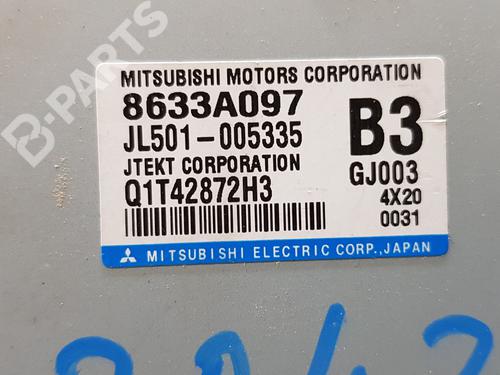 B-PARTS
MITSUBISHI MOTORS CORPORATION
8633A097
JL501-005335
JTEKT CORPORATION
Q1T42872H3
B3
GJ003
4X20
0031
MITSUBISHI ELECTRIC CORP., JAPAN